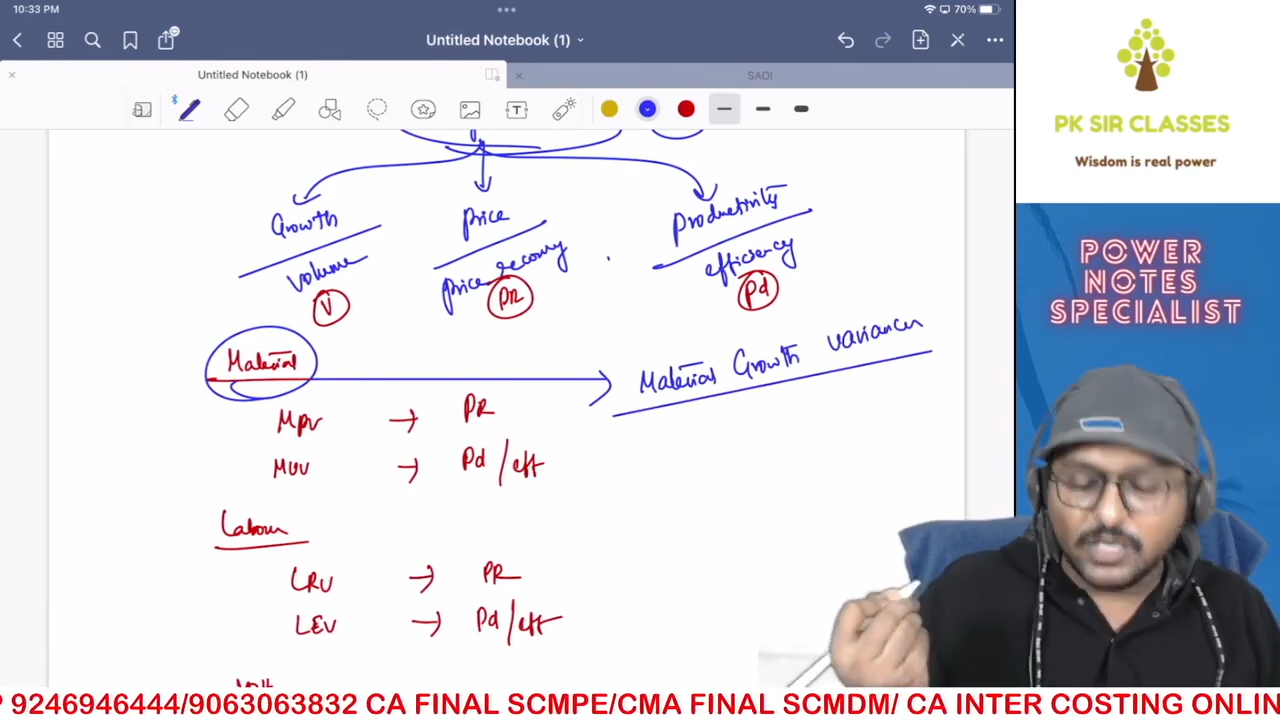 10:33 PM
70%
Untitled Notebook (1)
Untitled Notebook (1)
SAOI
Growth
volume
V
Price
price recovery
PR
Productivity
efficiency
Pd
Material
Material Growth variances
MPV → PR
MUV → Pd/eff
Labour
LRV → PR
LEV → Pd/eff
PK SIR CLASSES
Wisdom is real power
POWER
NOTES
SPECIALIST
P 9246946444/9063063832 CA FINAL SCMPE/CMA FINAL SCMDM/ CA INTER COSTING ONLIN